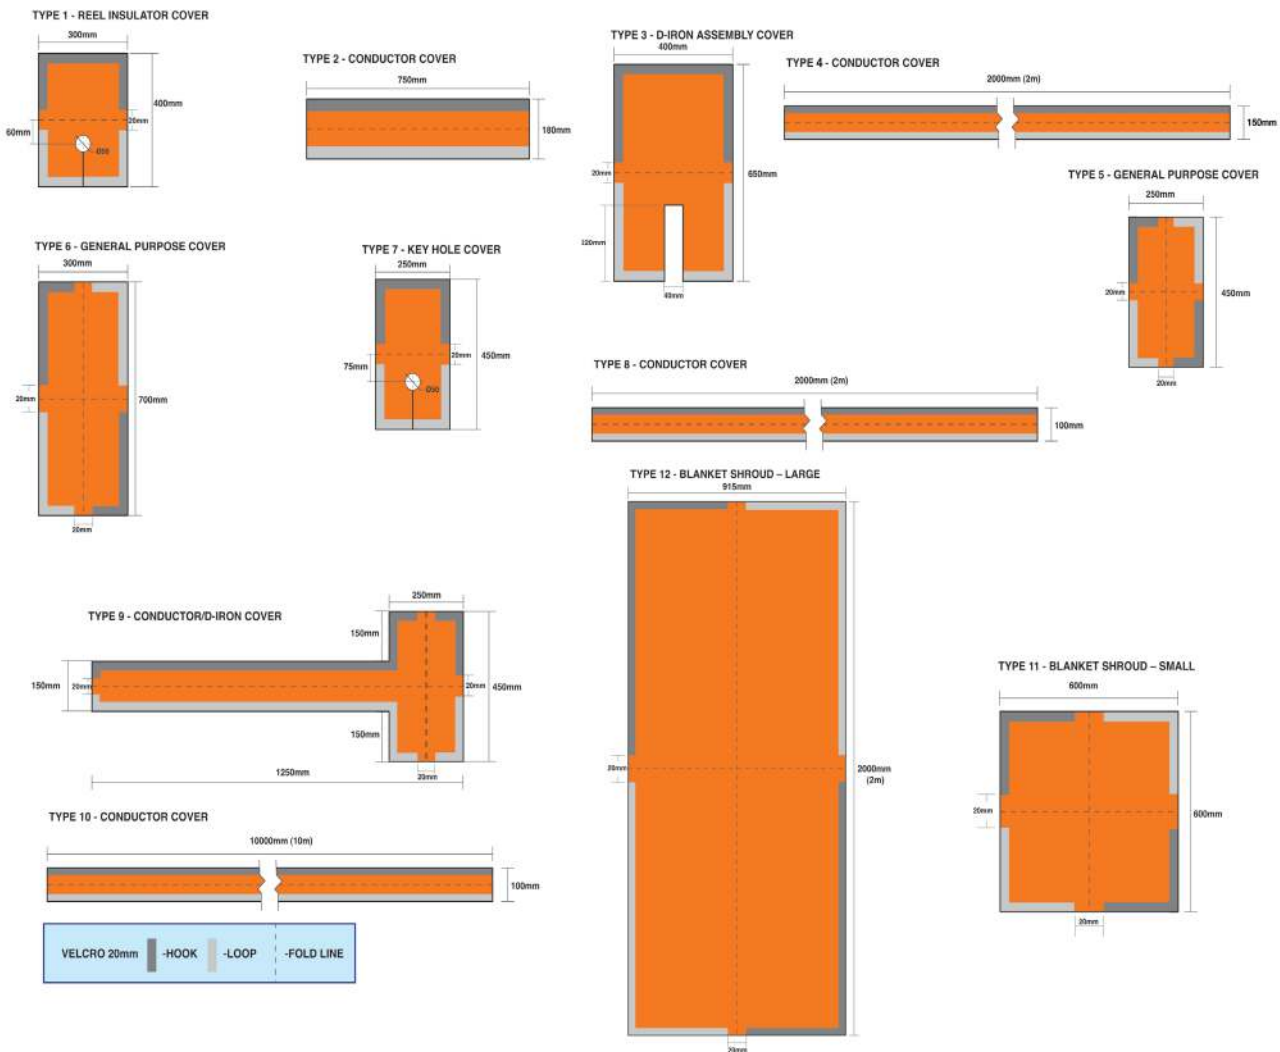 TYPE 1 - REEL INSULATOR COVER
300mm
400mm
20mm
60mm
Ø50
TYPE 2 - CONDUCTOR COVER
750mm
180mm
TYPE 3 - D-IRON ASSEMBLY COVER
400mm
650mm
20mm
40mm
TYPE 4 - CONDUCTOR COVER
2000mm (2m)
150mm
TYPE 5 - GENERAL PURPOSE COVER
250mm
20mm
450mm
20mm
TYPE 6 - GENERAL PURPOSE COVER
300mm
20mm
700mm
20mm
TYPE 7 - KEY HOLE COVER
250mm
20mm
450mm
75mm
TYPE 8 - CONDUCTOR COVER
2000mm (2m)
100mm
TYPE 12 - BLANKET SHROUD – LARGE
915mm
20mm
2000mm
(2m)
TYPE 9 - CONDUCTOR/D-IRON COVER
250mm
150mm
150mm
20mm
20mm
450mm
150mm
20mm
1250mm
TYPE 11 - BLANKET SHROUD – SMALL
600mm
20mm
600mm
20mm
TYPE 10 - CONDUCTOR COVER
10000mm (10m)
100mm
VELCRO 20mm -HOOK -LOOP -FOLD LINE